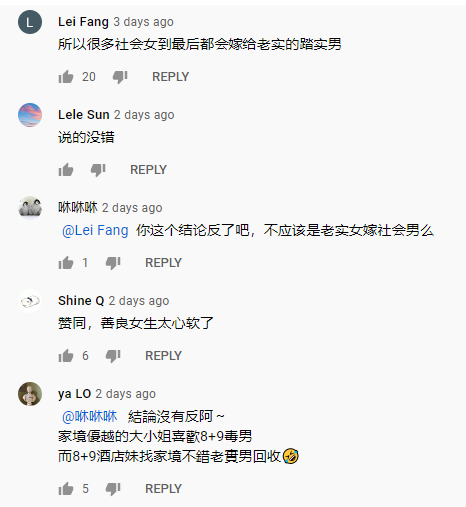 L
Lei Fang 3 days ago
所以很多社会女到最后都会嫁给老实的踏实男
20 REPLY
Lele Sun 2 days ago
说的没错
REPLY
咻咻咻 2 days ago
@Lei Fang 你这个结论反了吧，不应该是老实女嫁社会男么
1 REPLY
Shine Q 2 days ago
赞同，善良女生太心软了
6 REPLY
ya LO 2 days ago
@咻咻咻 結論沒有反阿～
家境優越的大小姐喜歡8+9毒男
而8+9酒店妹找家境不錯老實男回收🤣
5 REPLY